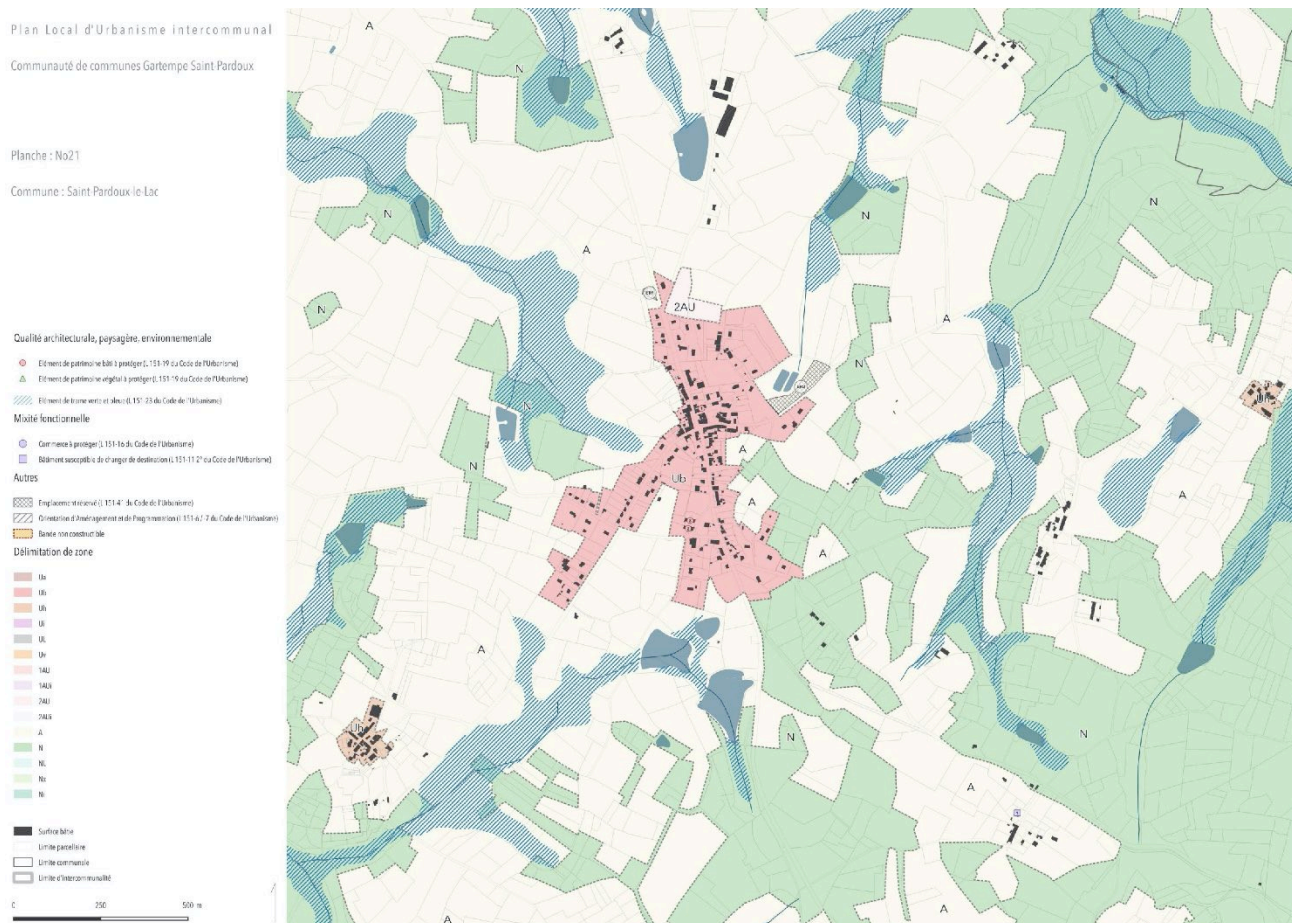 Plan Local d'Urbanisme intercommunal
Communauté de communes Gartempe Saint-Pardoux
Planche : No21
Commune : Saint-Pardoux-le-Lac
Qualité architecturale, paysagère, environnementale
Elément de patrimoine bâti à protéger (L 151-19 du Code de l'Urbanisme)
Elément de patrimoine végétal à protéger (L 151-19 du Code de l'Urbanisme)
Elément de trame verte et bleue (L 151-23 du Code de l'Urbanisme)
Mixité fonctionnelle
Commerce à protéger (L 151-16 du Code de l'Urbanisme)
Bâtiment susceptible de changer de destination (L 151-11 2° du Code de l'Urbanisme)
Autres
Emplacement réservé (L 151-41 du Code de l'Urbanisme)
Orientation d'Aménagement et de Programmation (L 151-6 / -7 du Code de l'Urbanisme)
Bande non constructible
Délimitation de zone
Ua
Ub
Uh
Ui
UL
1AU
1AUi
2AU
2AUi
A
N
NL
Surface bâtie
Limite parcellaire
Limite communale
Limite d'intercommunalité
0 250 500 m
A
N
N
N
A
N
N
2AU
A
N
N
Uh
N
A
A
Ub
A
A
A
N
A
Uh
N
N
A
A
A